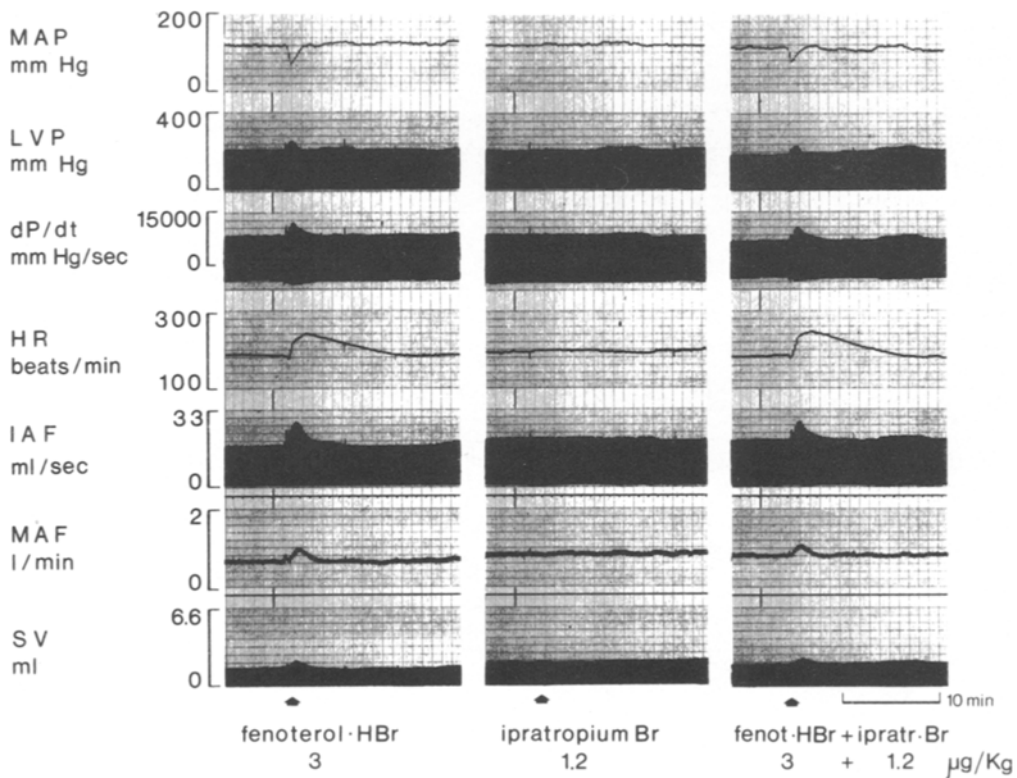 200
MAP
mm Hg
0
400
LVP
mm Hg
0
15000
dP/dt
mm Hg/sec
0
300
HR
beats/min
100
33
IAF
ml/sec
0
2
MAF
l/min
0
6.6
SV
ml
0
10 min
fenoterol·HBr ipratropium Br fenot·HBr + ipratr·Br
3 1.2 3 + 1.2 µg/Kg